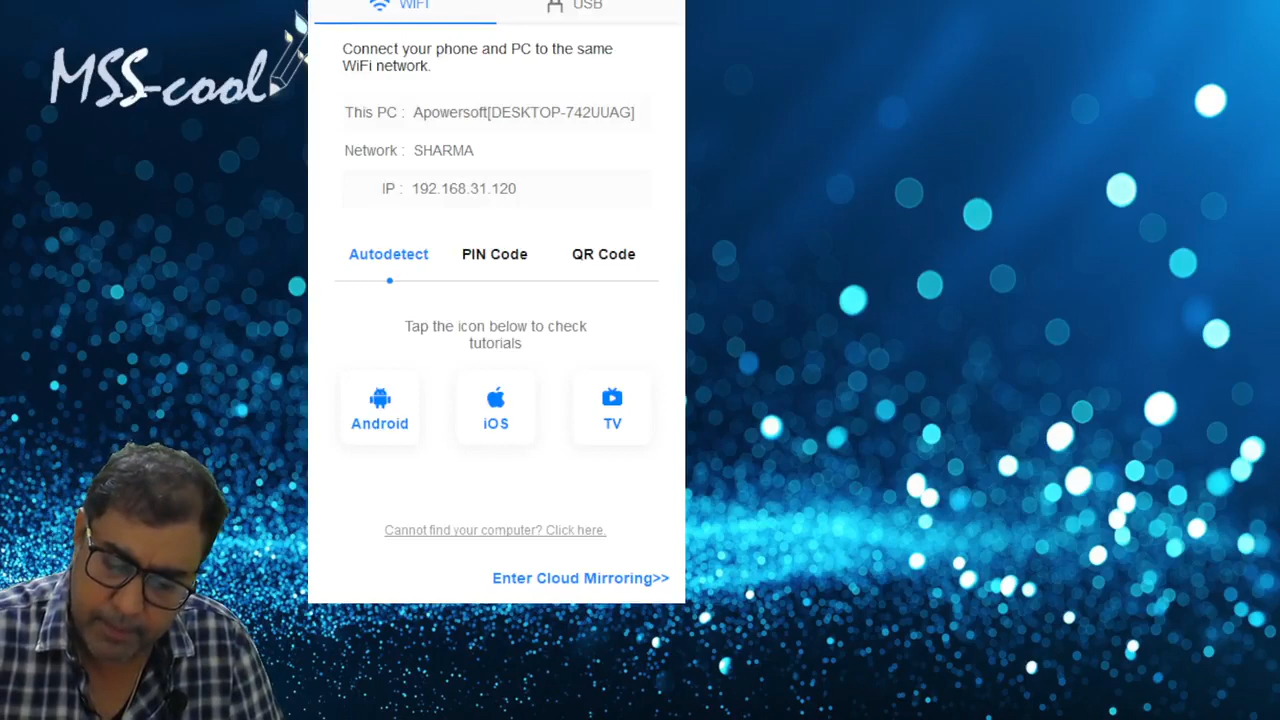 WIFI
USB
MSS-cool
Connect your phone and PC to the same
WiFi network.
This PC : Apowersoft[DESKTOP-742UUAG]
Network : SHARMA
IP : 192.168.31.120
Autodetect
PIN Code
QR Code
Tap the icon below to check
tutorials
Android
iOS
TV
Cannot find your computer? Click here.
Enter Cloud Mirroring>>